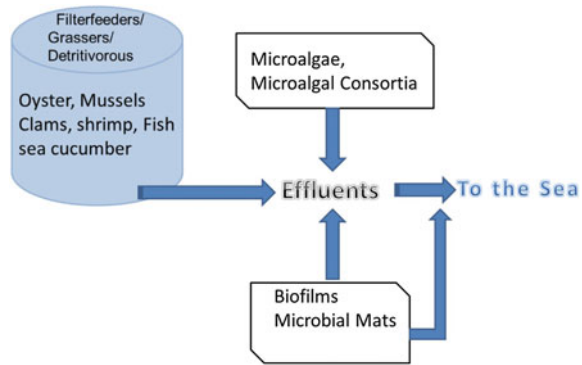 Filterfeeders/
Grassers/
Detritivorous
Oyster, Mussels
Clams, shrimp, Fish
sea cucumber
Microalgae,
Microalgal Consortia
Effluents
To the Sea
Biofilms
Microbial Mats